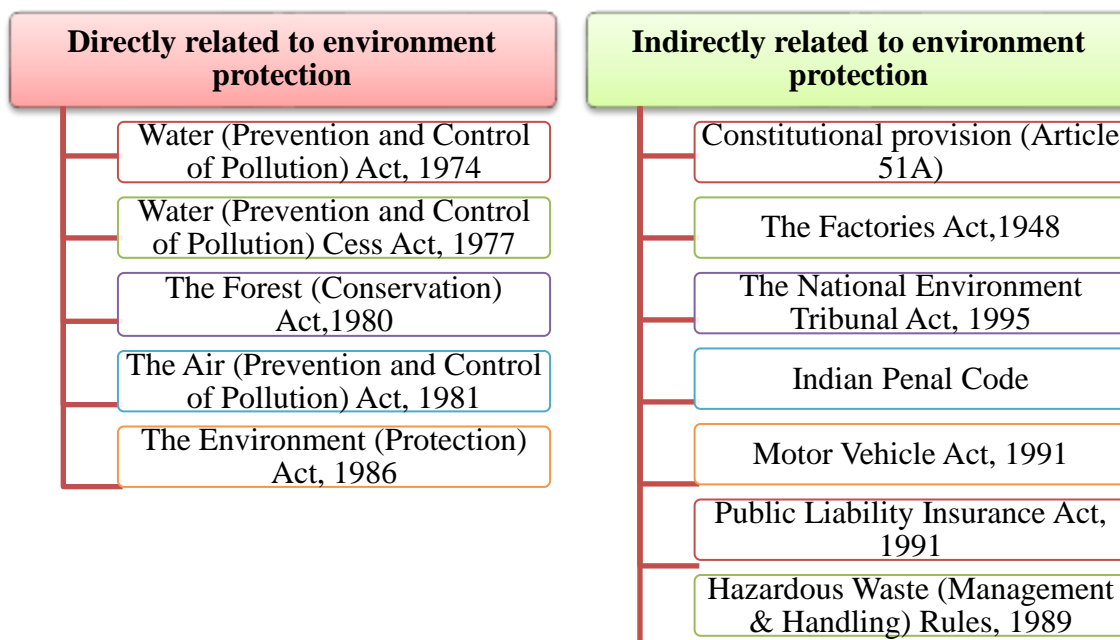 Directly related to environment
protection
Water (Prevention and Control
of Pollution) Act, 1974
Water (Prevention and Control
of Pollution) Cess Act, 1977
The Forest (Conservation)
Act,1980
The Air (Prevention and Control
of Pollution) Act, 1981
The Environment (Protection)
Act, 1986
Indirectly related to environment
protection
Constitutional provision (Article
51A)
The Factories Act,1948
The National Environment
Tribunal Act, 1995
Indian Penal Code
Motor Vehicle Act, 1991
Public Liability Insurance Act,
1991
Hazardous Waste (Management
& Handling) Rules, 1989